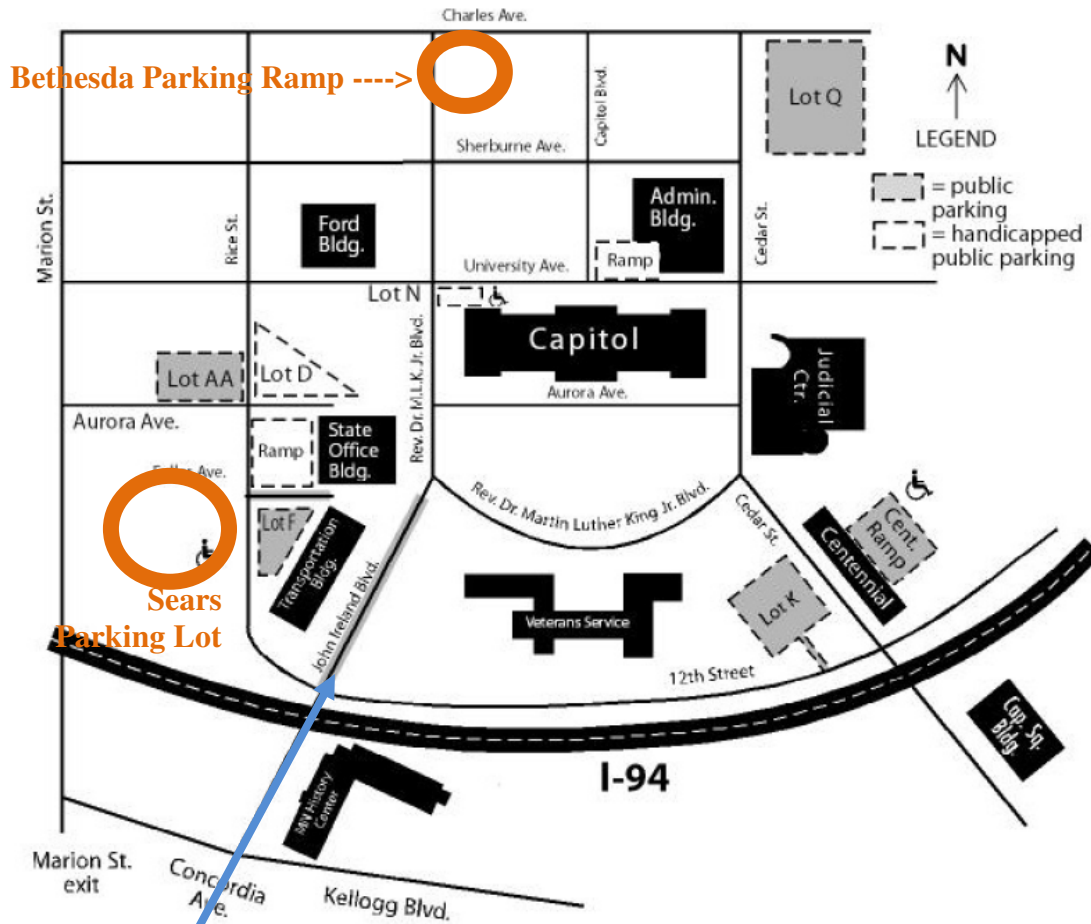 Charles Ave.
Bethesda Parking Ramp ---->
N
Lot Q
Capitol Blvd.
LEGEND
Sherburne Ave.
= public
parking
= handicapped
public parking
Marion St.
Rice St.
Ford
Bldg.
Admin.
Bldg.
Ramp
Cedar St.
University Ave.
Lot N
Rev. Dr. M.L.K. Jr. Blvd.
Capitol
Judicial
Ctr.
Lot AA
Lot D
Aurora Ave.
Aurora Ave.
Ramp
State
Office
Bldg.
Ave.
Rev. Dr. Martin Luther King Jr. Blvd.
Cedar St.
Cent.
Ramp
Lot F
Transportation
Bldg.
Centennial
Sears
Parking Lot
John Ireland Blvd.
Veterans Service
Lot K
12th Street
Cap. Sq.
Bldg.
I-94
MN History
Center
Marion St.
exit
Concordia
Ave.
Kellogg Blvd.